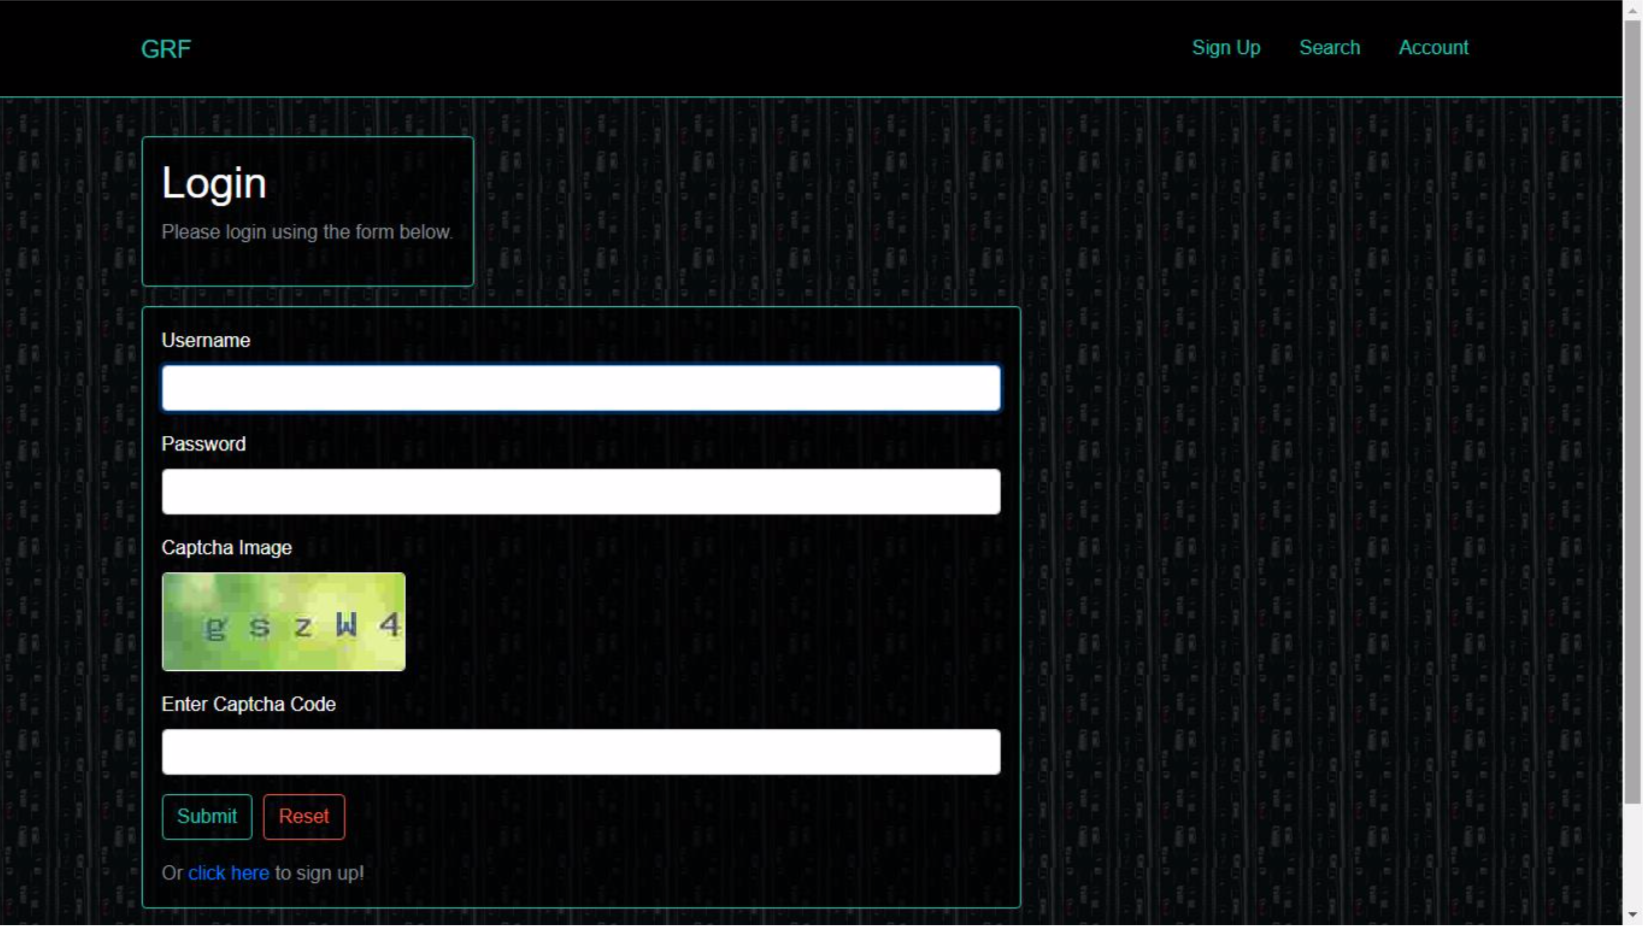 GRF
Sign Up Search Account
Login
Please login using the form below.
Username
Password
Captcha Image
g s z W 4
Enter Captcha Code
Submit Reset
Or click here to sign up!